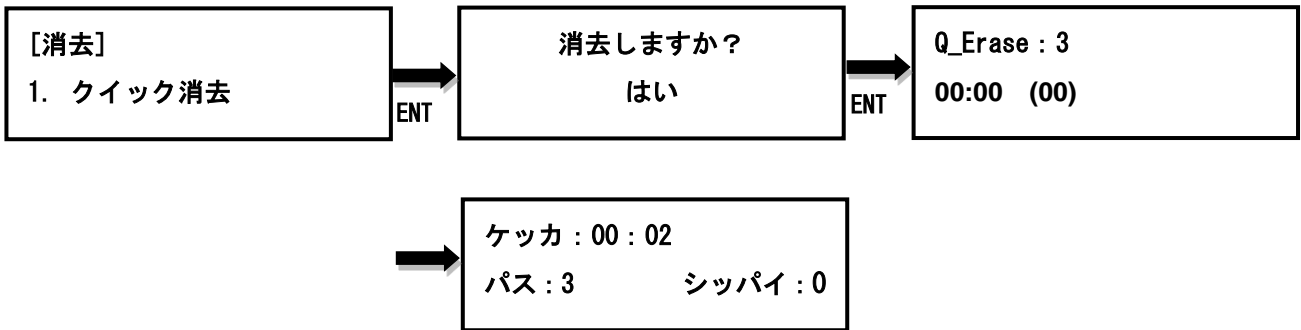 [消去]
1. クイック消去
ENT
消去しますか？
はい
ENT
Q_Erase：3
00:00 (00)
ケッカ：00：02
パス：3 シッパイ：0